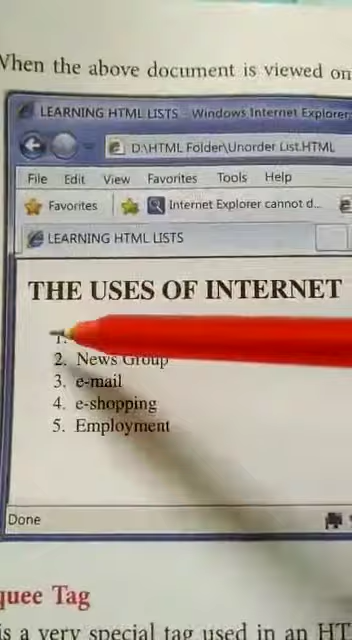 When the above document is viewed on
LEARNING HTML LISTS - Windows Internet Explorer
D:\HTML Folder\Unorder List.HTML
File Edit View Favorites Tools Help
Favorites Internet Explorer cannot d...
LEARNING HTML LISTS
THE USES OF INTERNET
1.
2. News Group
3. e-mail
4. e-shopping
5. Employment
Done
quee Tag
is a very special tag used in an HT